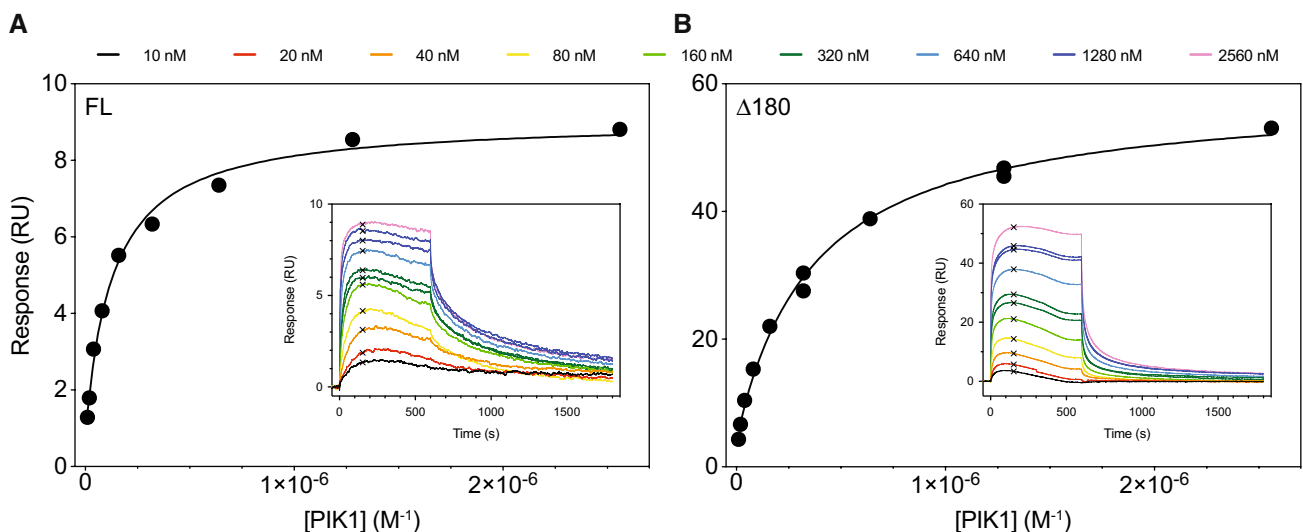 A
B
10 nM 20 nM 40 nM 80 nM 160 nM 320 nM 640 nM 1280 nM 2560 nM
FL
10
8
6
4
2
0
Response (RU)
0
1×10⁻⁶
2×10⁻⁶
[PIK1] (M⁻¹)
10
5
0
Response (RU)
0
500
1000
1500
Time (s)
Δ180
60
40
20
0
Response (RU)
0
1×10⁻⁶
2×10⁻⁶
[PIK1] (M⁻¹)
60
40
20
0
Response (RU)
0
500
1000
1500
Time (s)